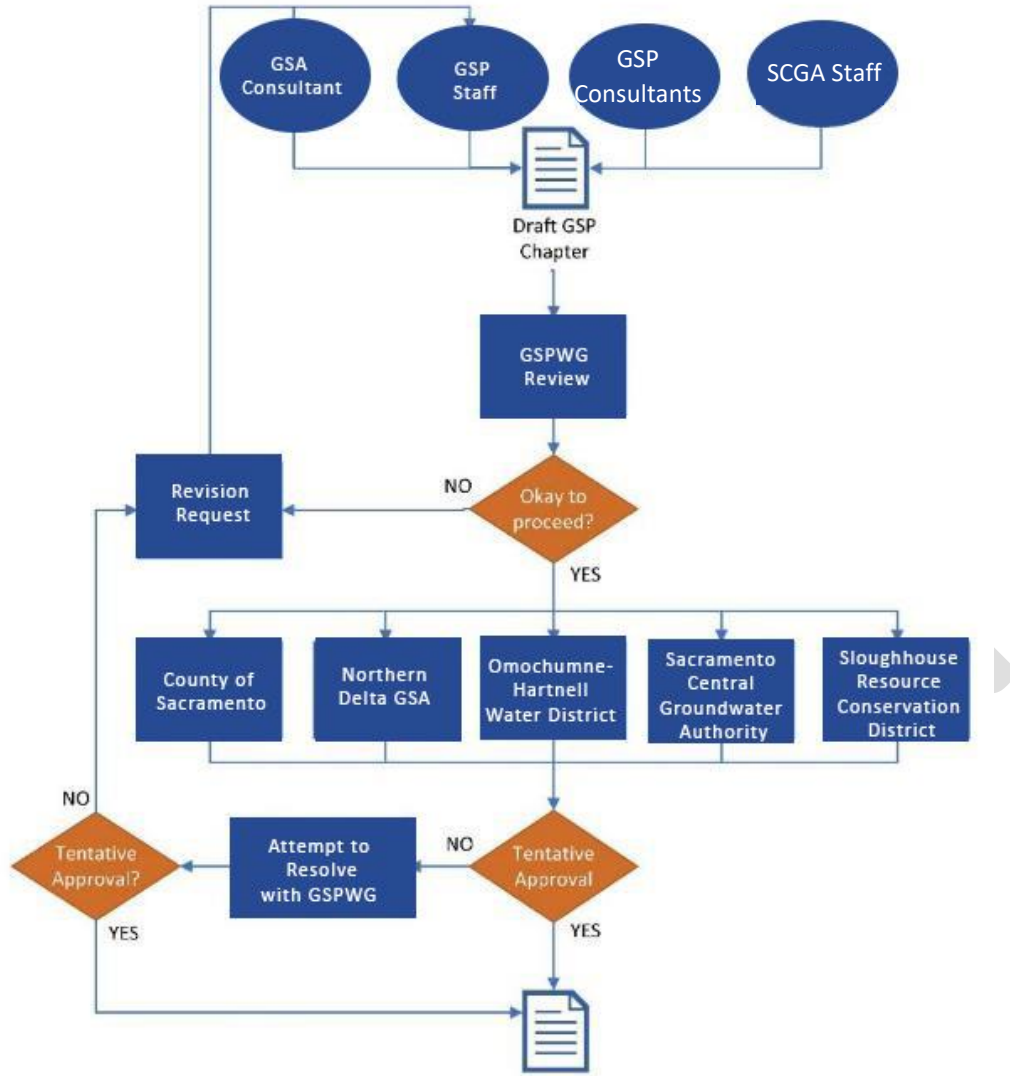 GSA
Consultant
GSP
Staff
GSP
Consultants
SCGA Staff
Draft GSP
Chapter
GSPWG
Review
Revision
Request
NO
Okay to
proceed?
YES
County of
Sacramento
Northern
Delta GSA
Omochumne-
Hartnell
Water District
Sacramento
Central
Groundwater
Authority
Sloughhouse
Resource
Conservation
District
NO
Tentative
Approval?
YES
Attempt to
Resolve
with GSPWG
NO
Tentative
Approval
YES